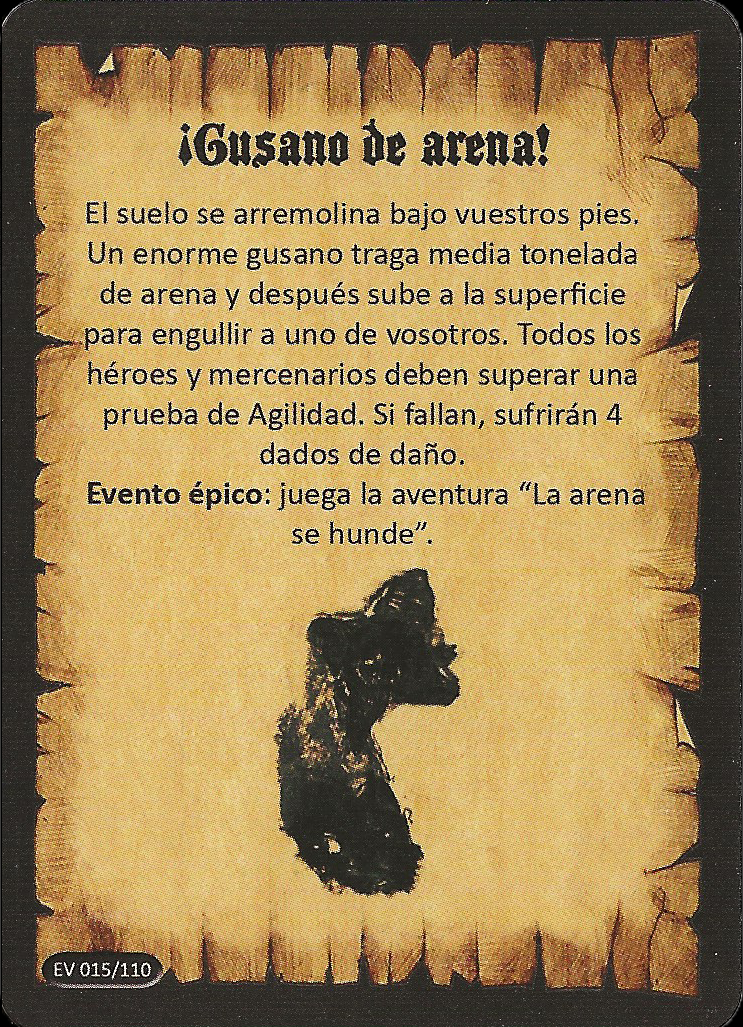 ¡Gusano de arena!
El suelo se arremolina bajo vuestros pies.
Un enorme gusano traga media tonelada
de arena y después sube a la superficie
para engullir a uno de vosotros. Todos los
héroes y mercenarios deben superar una
prueba de Agilidad. Si fallan, sufrirán 4
dados de daño.
Evento épico: juega la aventura “La arena
se hunde”.
EV 015/110